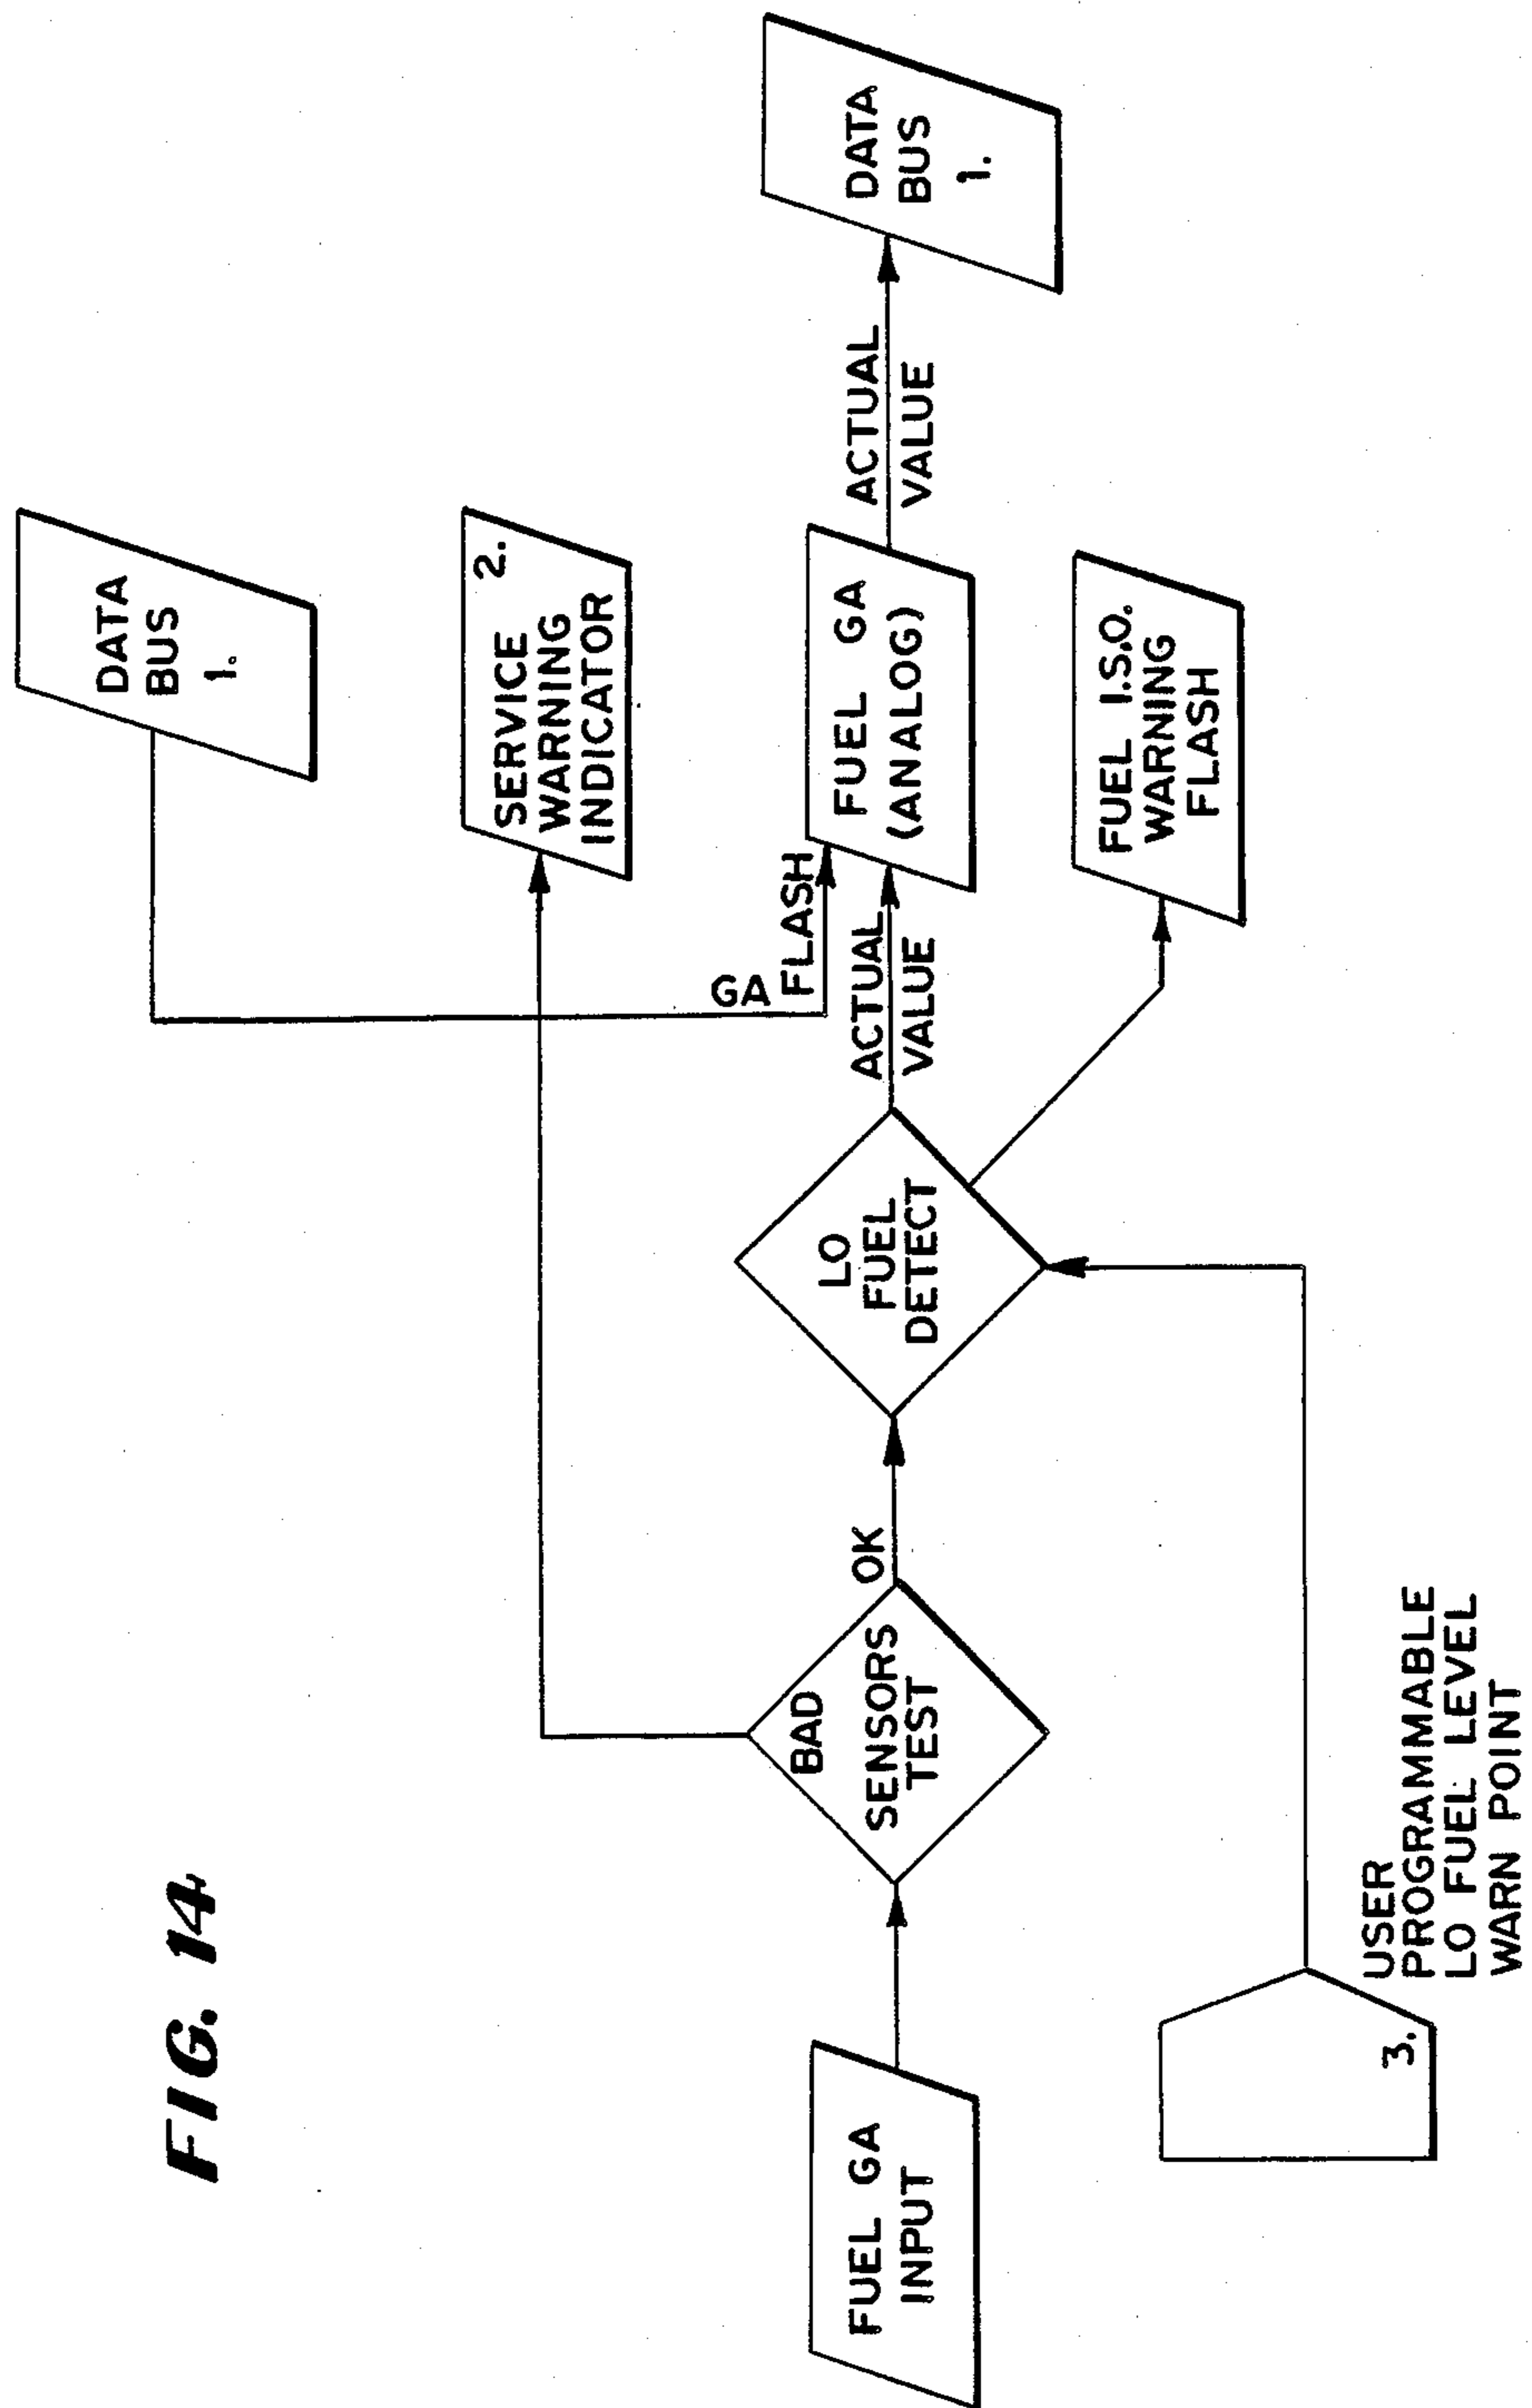 FIG. 14
DATA
BUS
1.
2.
SERVICE
WARNING
INDICATOR
GA
FLASH
FUEL GA
INPUT
BAD
SENSORS
TEST
OK
LO
FUEL
DETECT
ACTUAL
VALUE
FUEL GA
(ANALOG)
ACTUAL
VALUE
DATA
BUS
1.
FUEL I.S.O.
WARNING
FLASH
3.
USER
PROGRAMMABLE
LO FUEL LEVEL
WARN POINT